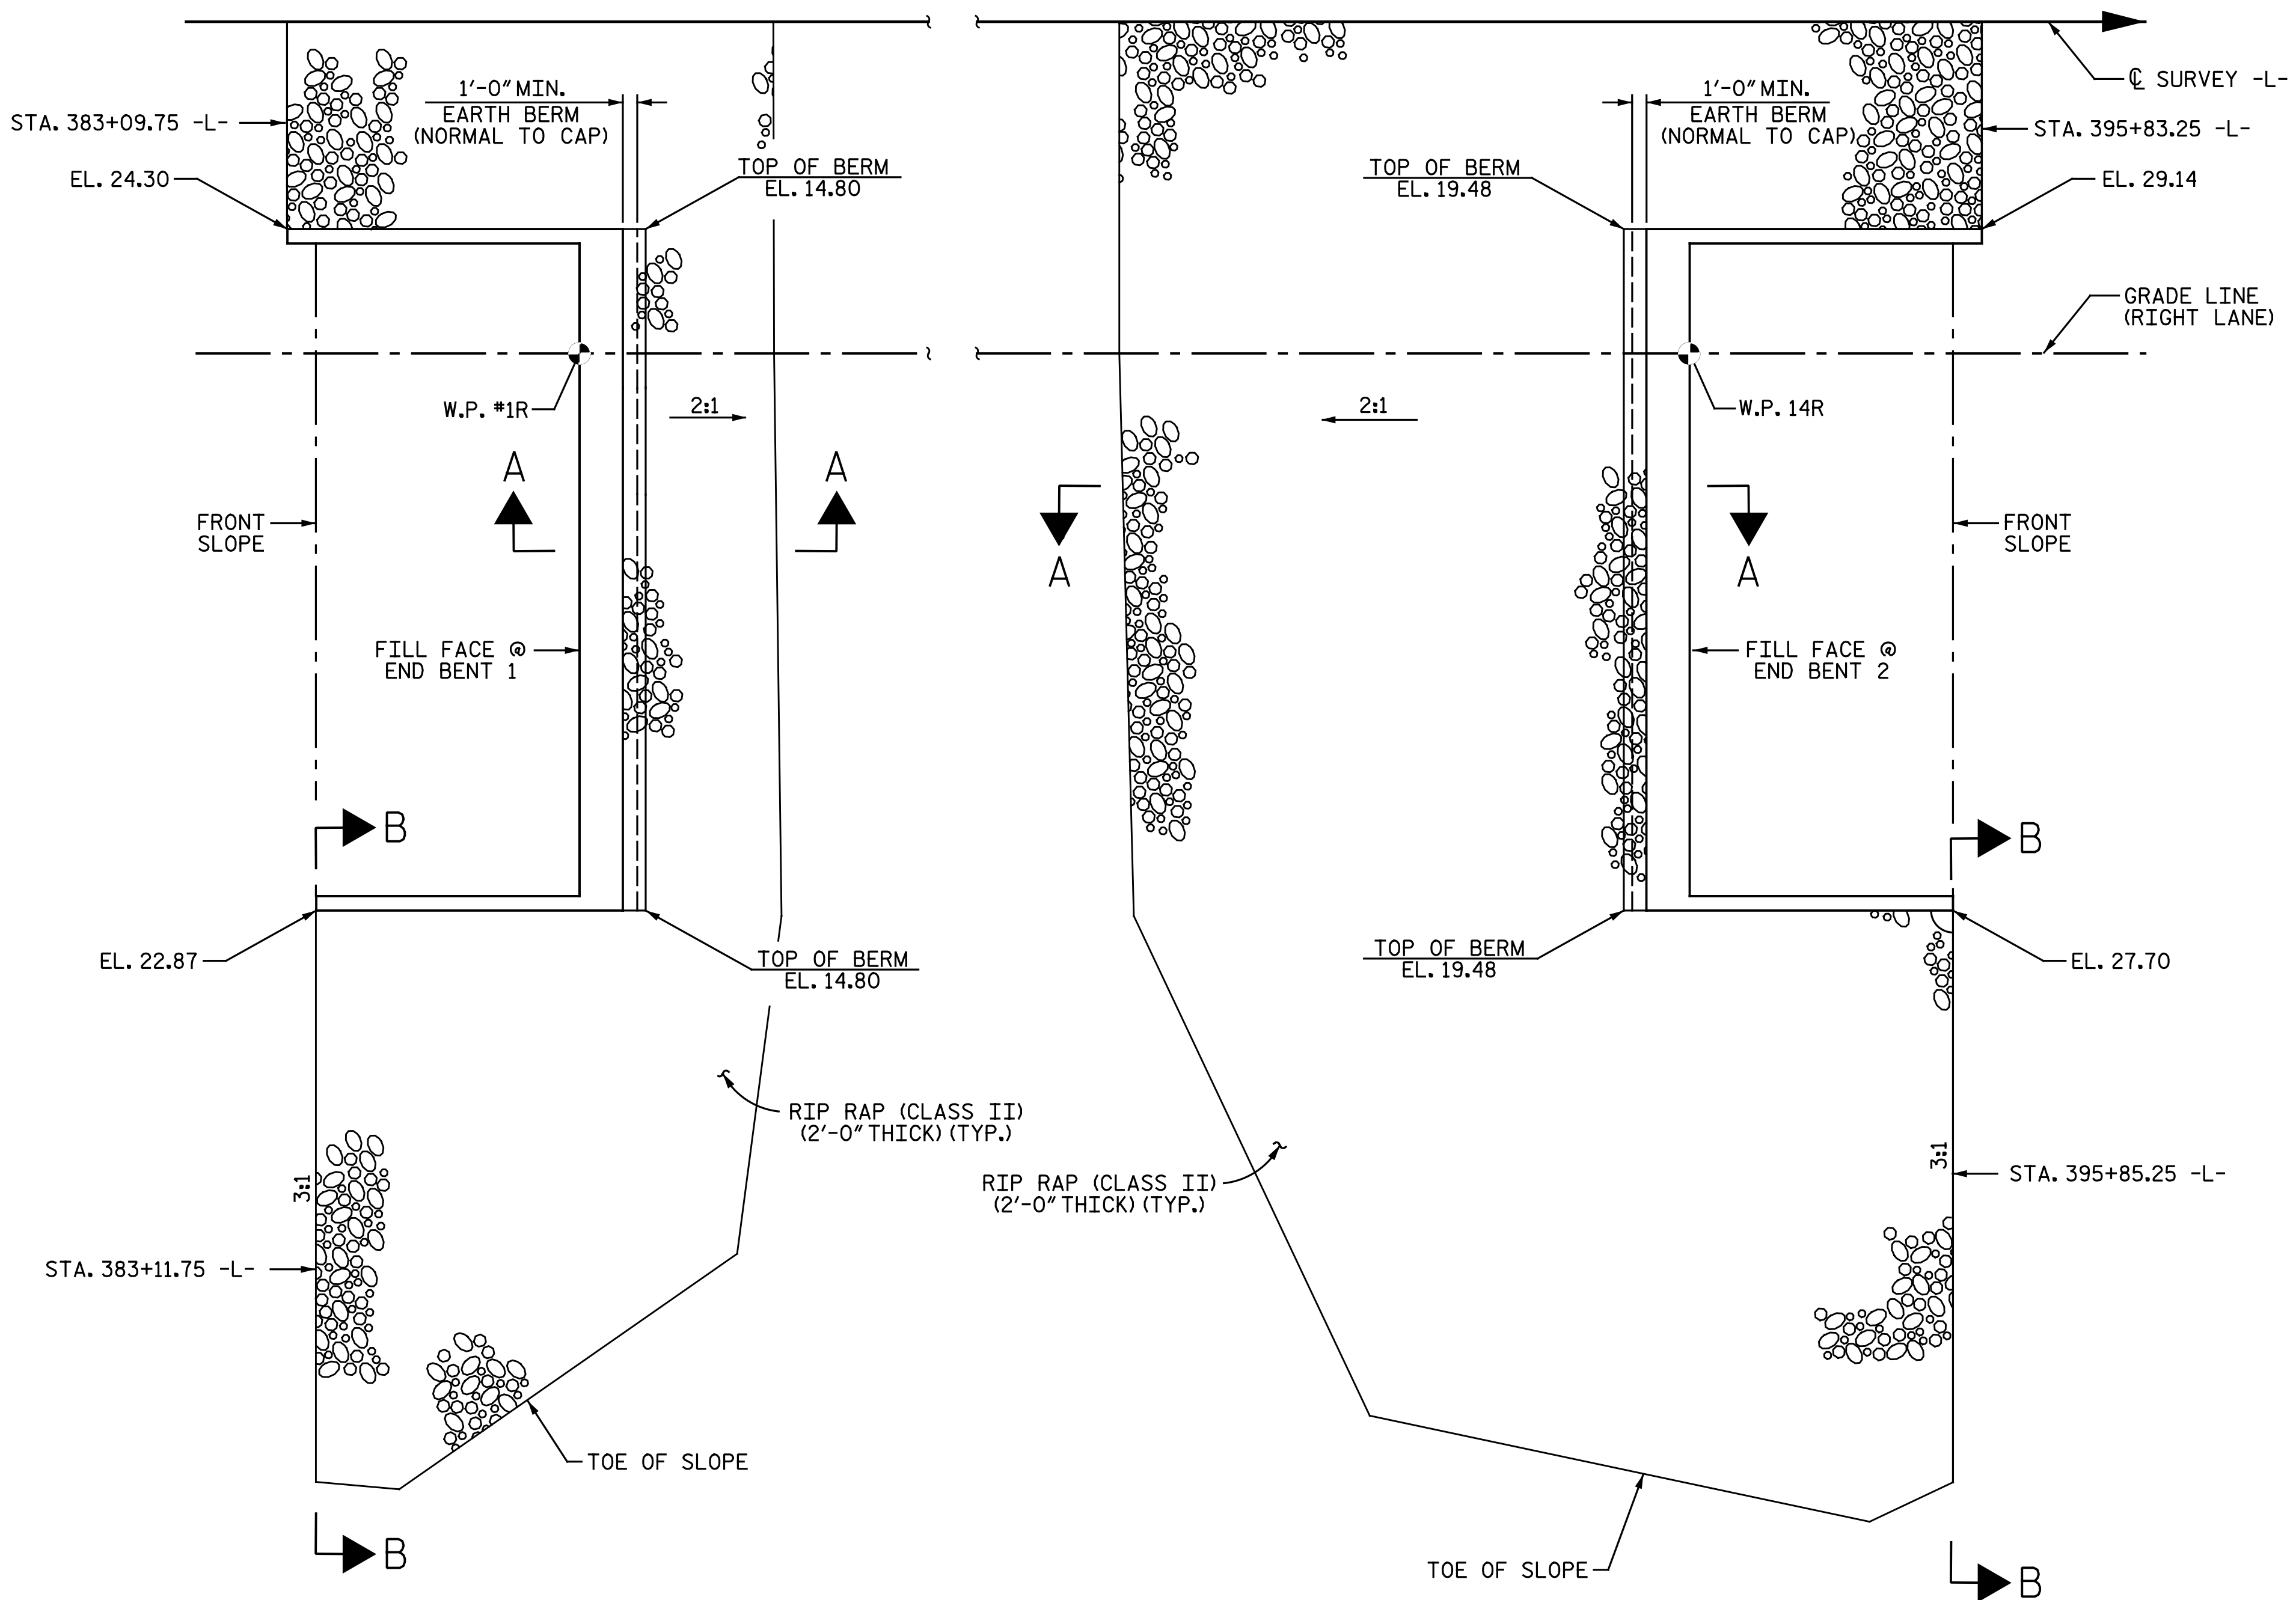 ℄ SURVEY -L-
1'-0" MIN.
EARTH BERM
(NORMAL TO CAP)
STA. 383+09.75 -L-
EL. 24.30
TOP OF BERM
EL. 14.80
1'-0" MIN.
EARTH BERM
(NORMAL TO CAP)
STA. 395+83.25 -L-
TOP OF BERM
EL. 19.48
EL. 29.14
GRADE LINE
(RIGHT LANE)
W.P. #1R
2:1
2:1
W.P. 14R
A
A
A
A
FRONT
SLOPE
FRONT
SLOPE
FILL FACE @
END BENT 1
FILL FACE @
END BENT 2
B
B
EL. 22.87
TOP OF BERM
EL. 14.80
TOP OF BERM
EL. 19.48
EL. 27.70
RIP RAP (CLASS II)
(2'-0" THICK) (TYP.)
RIP RAP (CLASS II)
(2'-0" THICK) (TYP.)
3:1
3:1
STA. 395+85.25 -L-
STA. 383+11.75 -L-
TOE OF SLOPE
TOE OF SLOPE
B
B